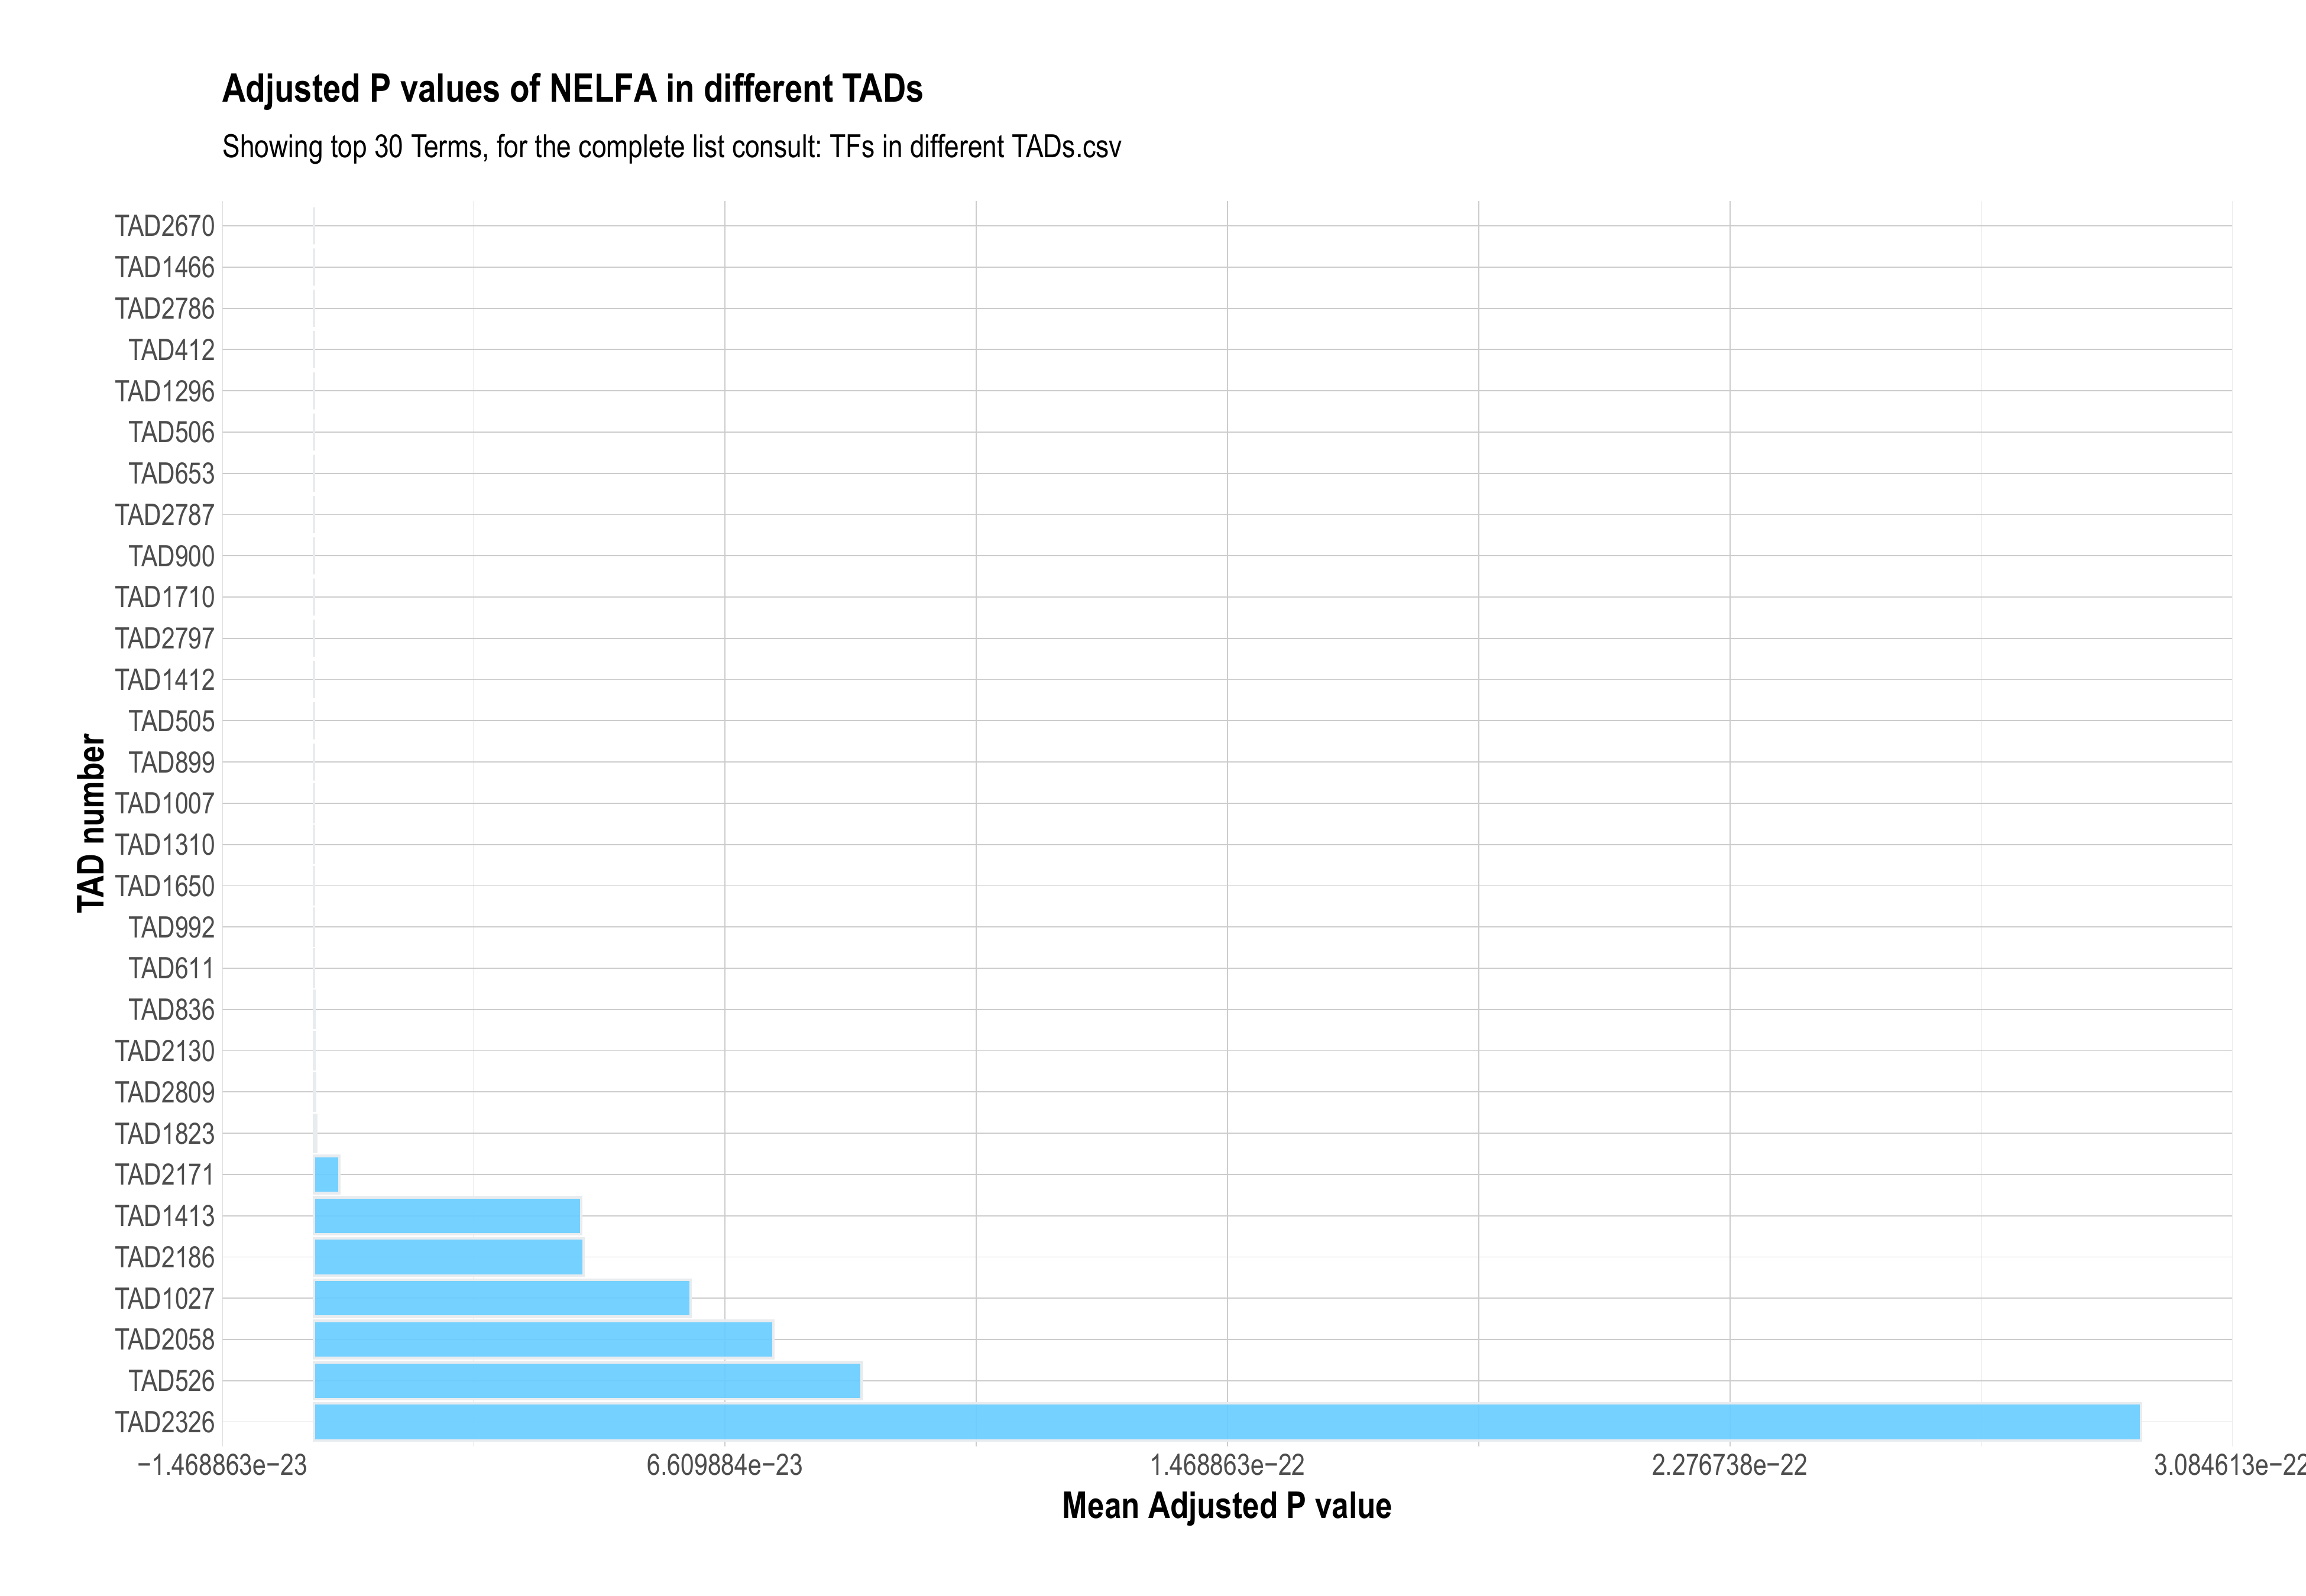 Adjusted P values of NELFA in different TADs
Showing top 30 Terms, for the complete list consult: TFs in different TADs.csv
TAD number
TAD2670
TAD1466
TAD2786
TAD412
TAD1296
TAD506
TAD653
TAD2787
TAD900
TAD1710
TAD2797
TAD1412
TAD505
TAD899
TAD1007
TAD1310
TAD1650
TAD992
TAD611
TAD836
TAD2130
TAD2809
TAD1823
TAD2171
TAD1413
TAD2186
TAD1027
TAD2058
TAD526
TAD2326
−1.468863e−23 6.609884e−23 1.468863e−22 2.276738e−22 3.084613e−22
Mean Adjusted P value